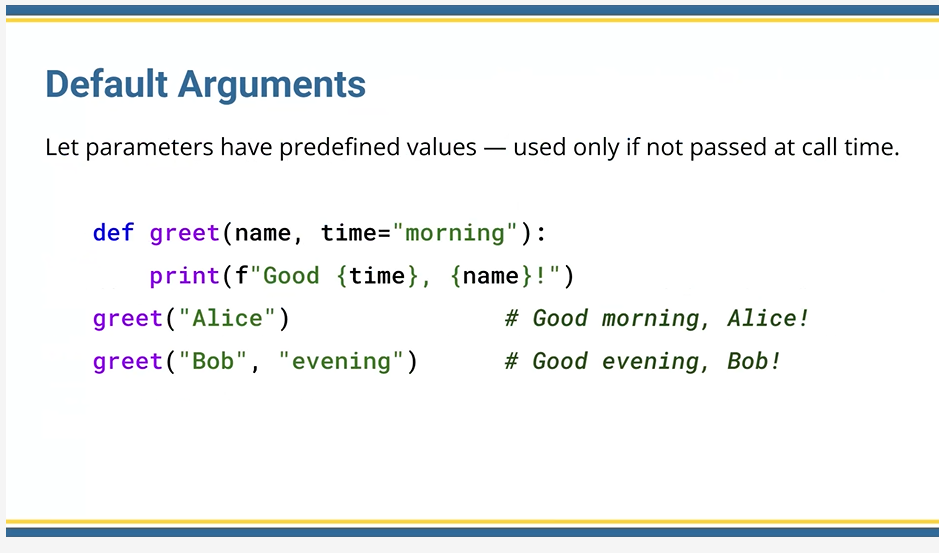 Default Arguments
Let parameters have predefined values — used only if not passed at call time.
def greet(name, time="morning"):
    print(f"Good {time}, {name}!")
greet("Alice")               # Good morning, Alice!
greet("Bob", "evening")      # Good evening, Bob!